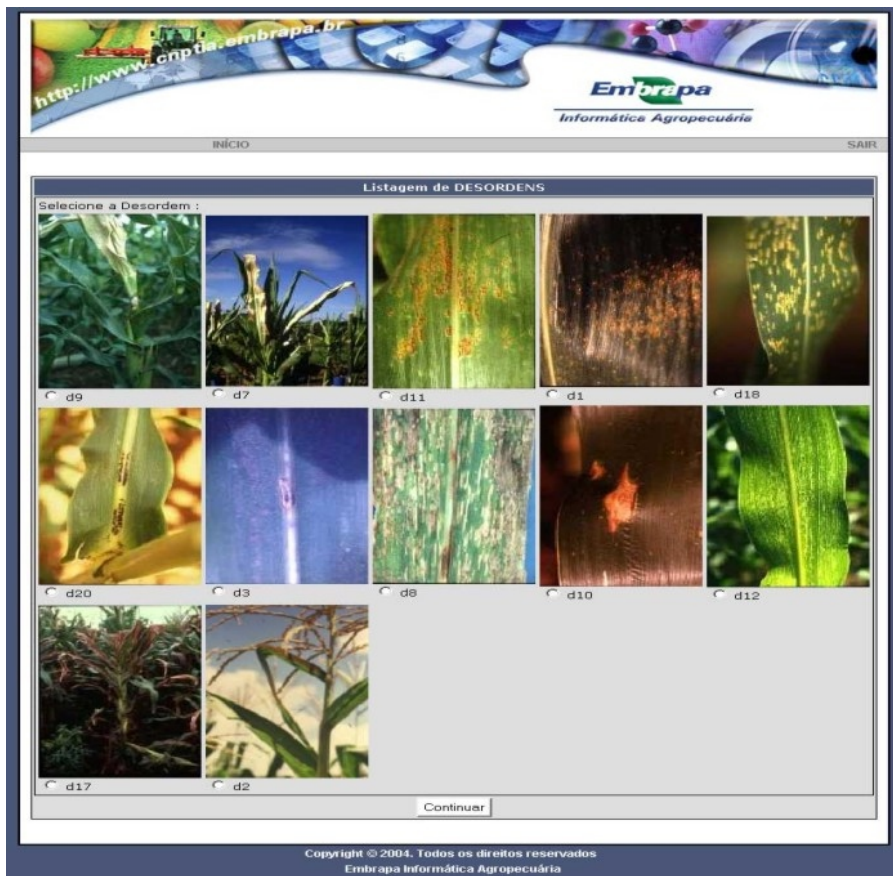 http://www.cnptia.embrapa.br
Embrapa
Informática Agropecuária
INÍCIO SAIR
Listagem de DESORDENS
Selecione a Desordem :
d9 d7 d11 d1 d18
d20 d3 d8 d10 d12
d17 d2
Continuar
Copyright © 2004. Todos os direitos reservados
Embrapa Informática Agropecuária